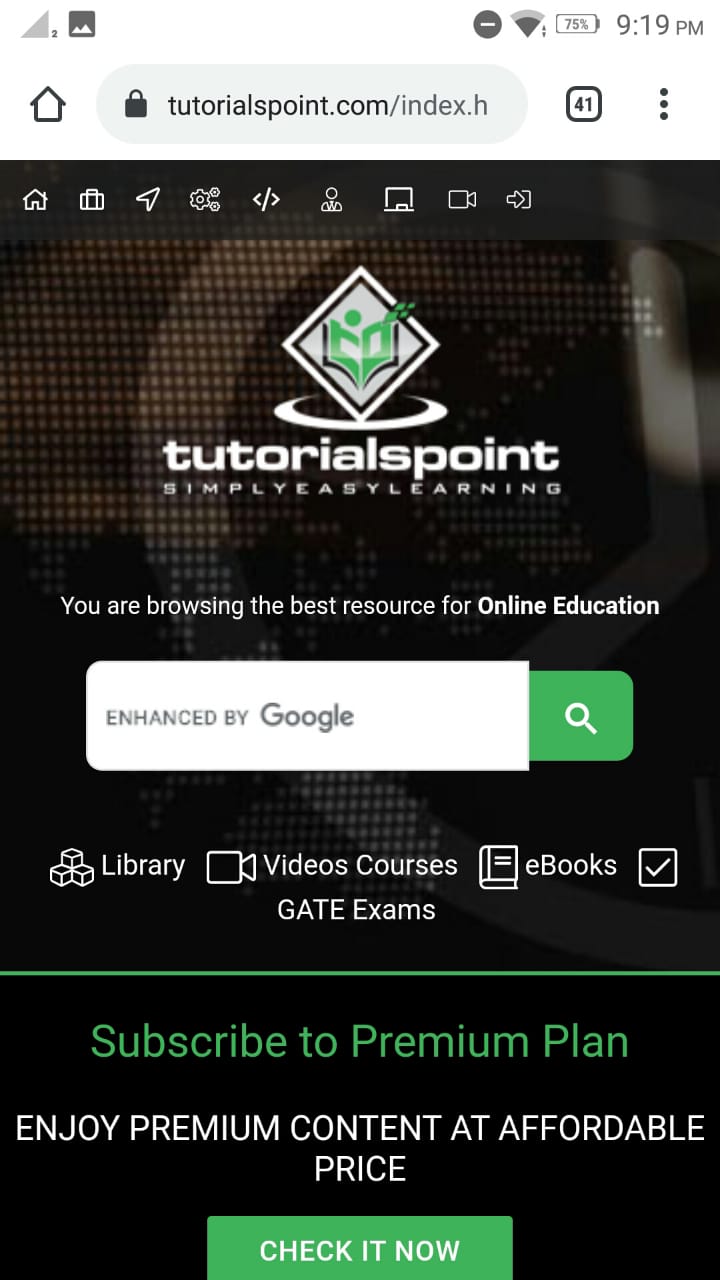 2
75%
9:19 PM
tutorialspoint.com/index.h
41
tutorialspoint
SIMPLYEASYLEARNING
You are browsing the best resource for Online Education
ENHANCED BY Google
Library Videos Courses eBooks
GATE Exams
Subscribe to Premium Plan
ENJOY PREMIUM CONTENT AT AFFORDABLE
PRICE
CHECK IT NOW